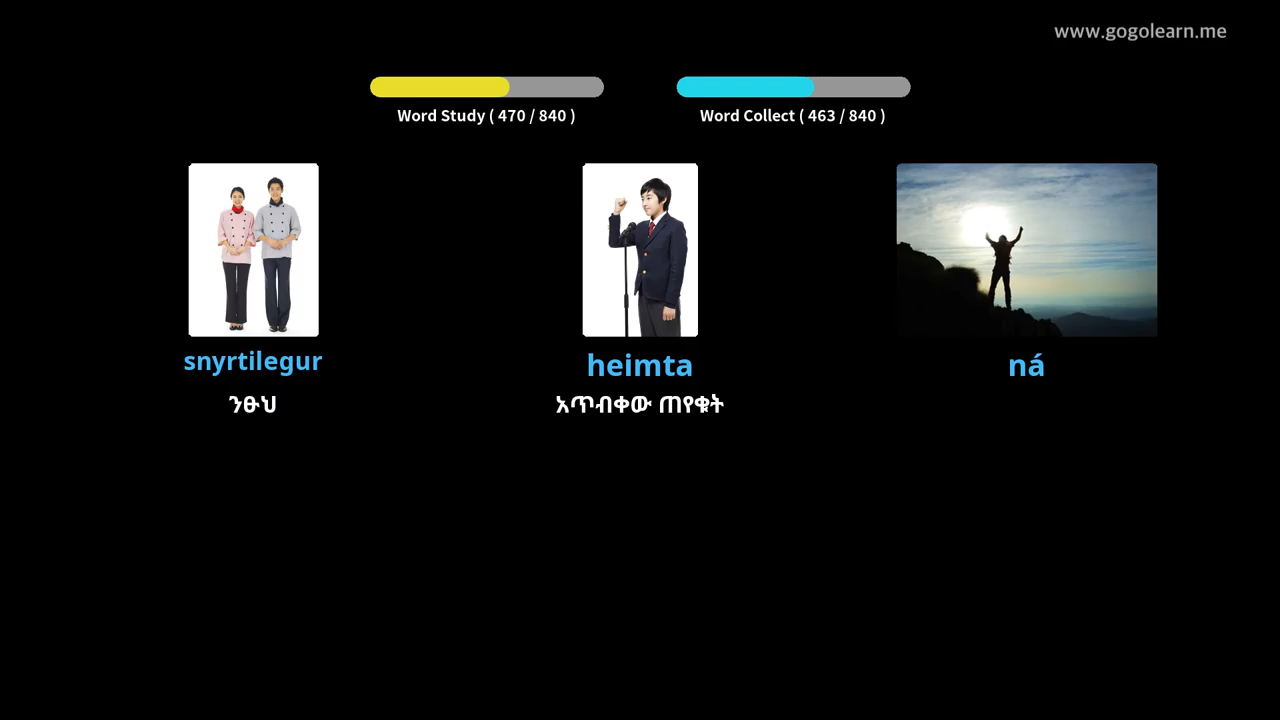 www.gogolearn.me
Word Study ( 470 / 840 )
Word Collect ( 463 / 840 )
snyrtilegur
heimta
ná
ንፁህ
አጥብቀው ጠየቁት